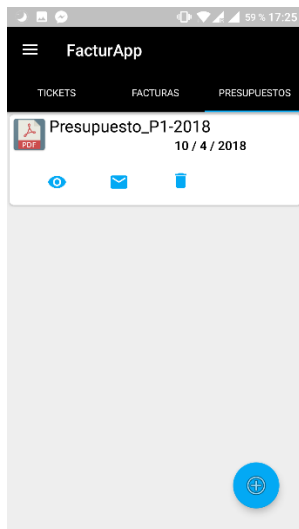 59 % 17:25
FacturApp
TICKETS FACTURAS PRESUPUESTOS
Presupuesto_P1-2018
10 / 4 / 2018
PDF